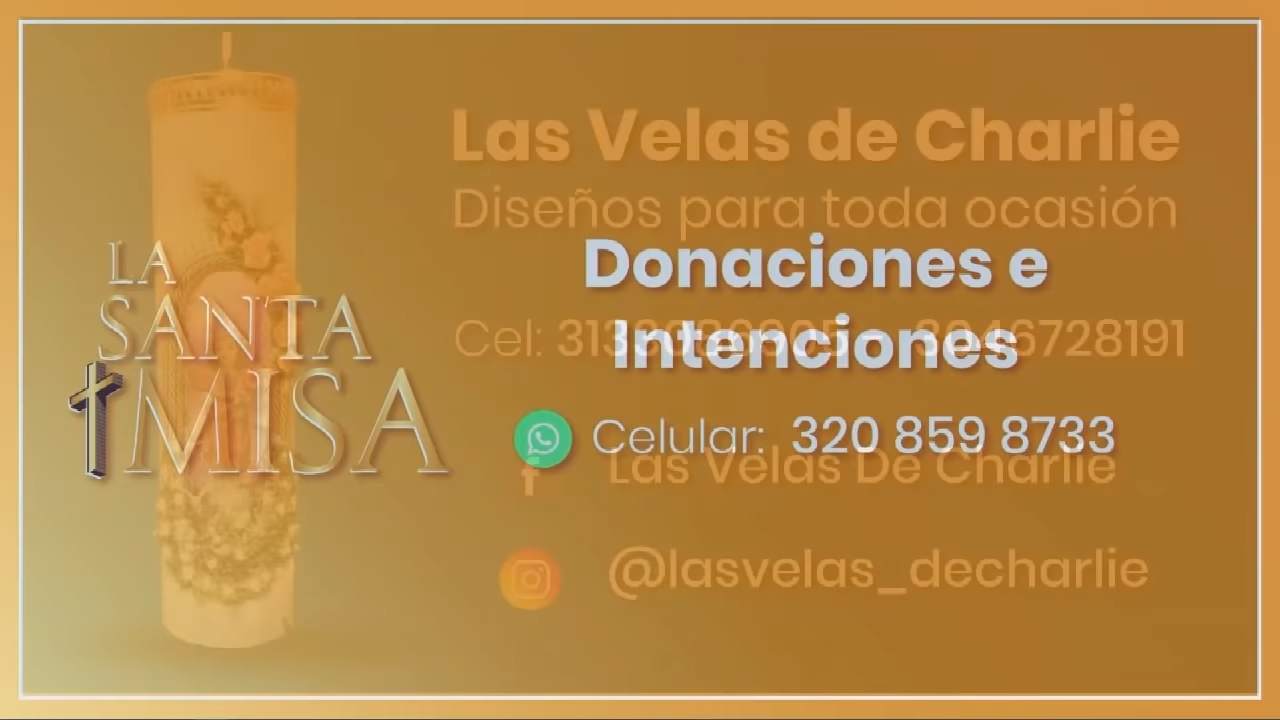 Las Velas de Charlie
Diseños para toda ocasión
LA
SANTA
MISA
Donaciones e
Intenciones
Cel:
Celular: 320 859 8733
Las Velas De Charlie
@lasvelas_decharlie